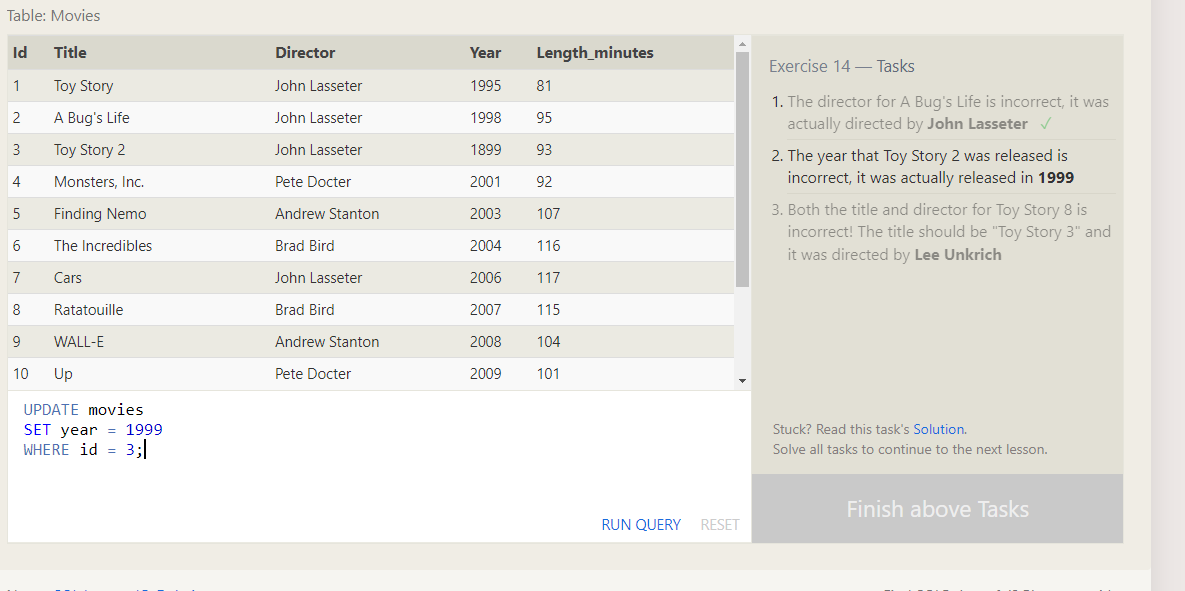 Table: Movies
Id Title Director Year Length_minutes
1 Toy Story John Lasseter 1995 81
2 A Bug's Life John Lasseter 1998 95
3 Toy Story 2 John Lasseter 1899 93
4 Monsters, Inc. Pete Docter 2001 92
5 Finding Nemo Andrew Stanton 2003 107
6 The Incredibles Brad Bird 2004 116
7 Cars John Lasseter 2006 117
8 Ratatouille Brad Bird 2007 115
9 WALL-E Andrew Stanton 2008 104
10 Up Pete Docter 2009 101
UPDATE movies
SET year = 1999
WHERE id = 3;
RUN QUERY RESET
Exercise 14 — Tasks
1. The director for A Bug's Life is incorrect, it was
actually directed by John Lasseter ✓
2. The year that Toy Story 2 was released is
incorrect, it was actually released in 1999
3. Both the title and director for Toy Story 8 is
incorrect! The title should be "Toy Story 3" and
it was directed by Lee Unkrich
Stuck? Read this task's Solution.
Solve all tasks to continue to the next lesson.
Finish above Tasks